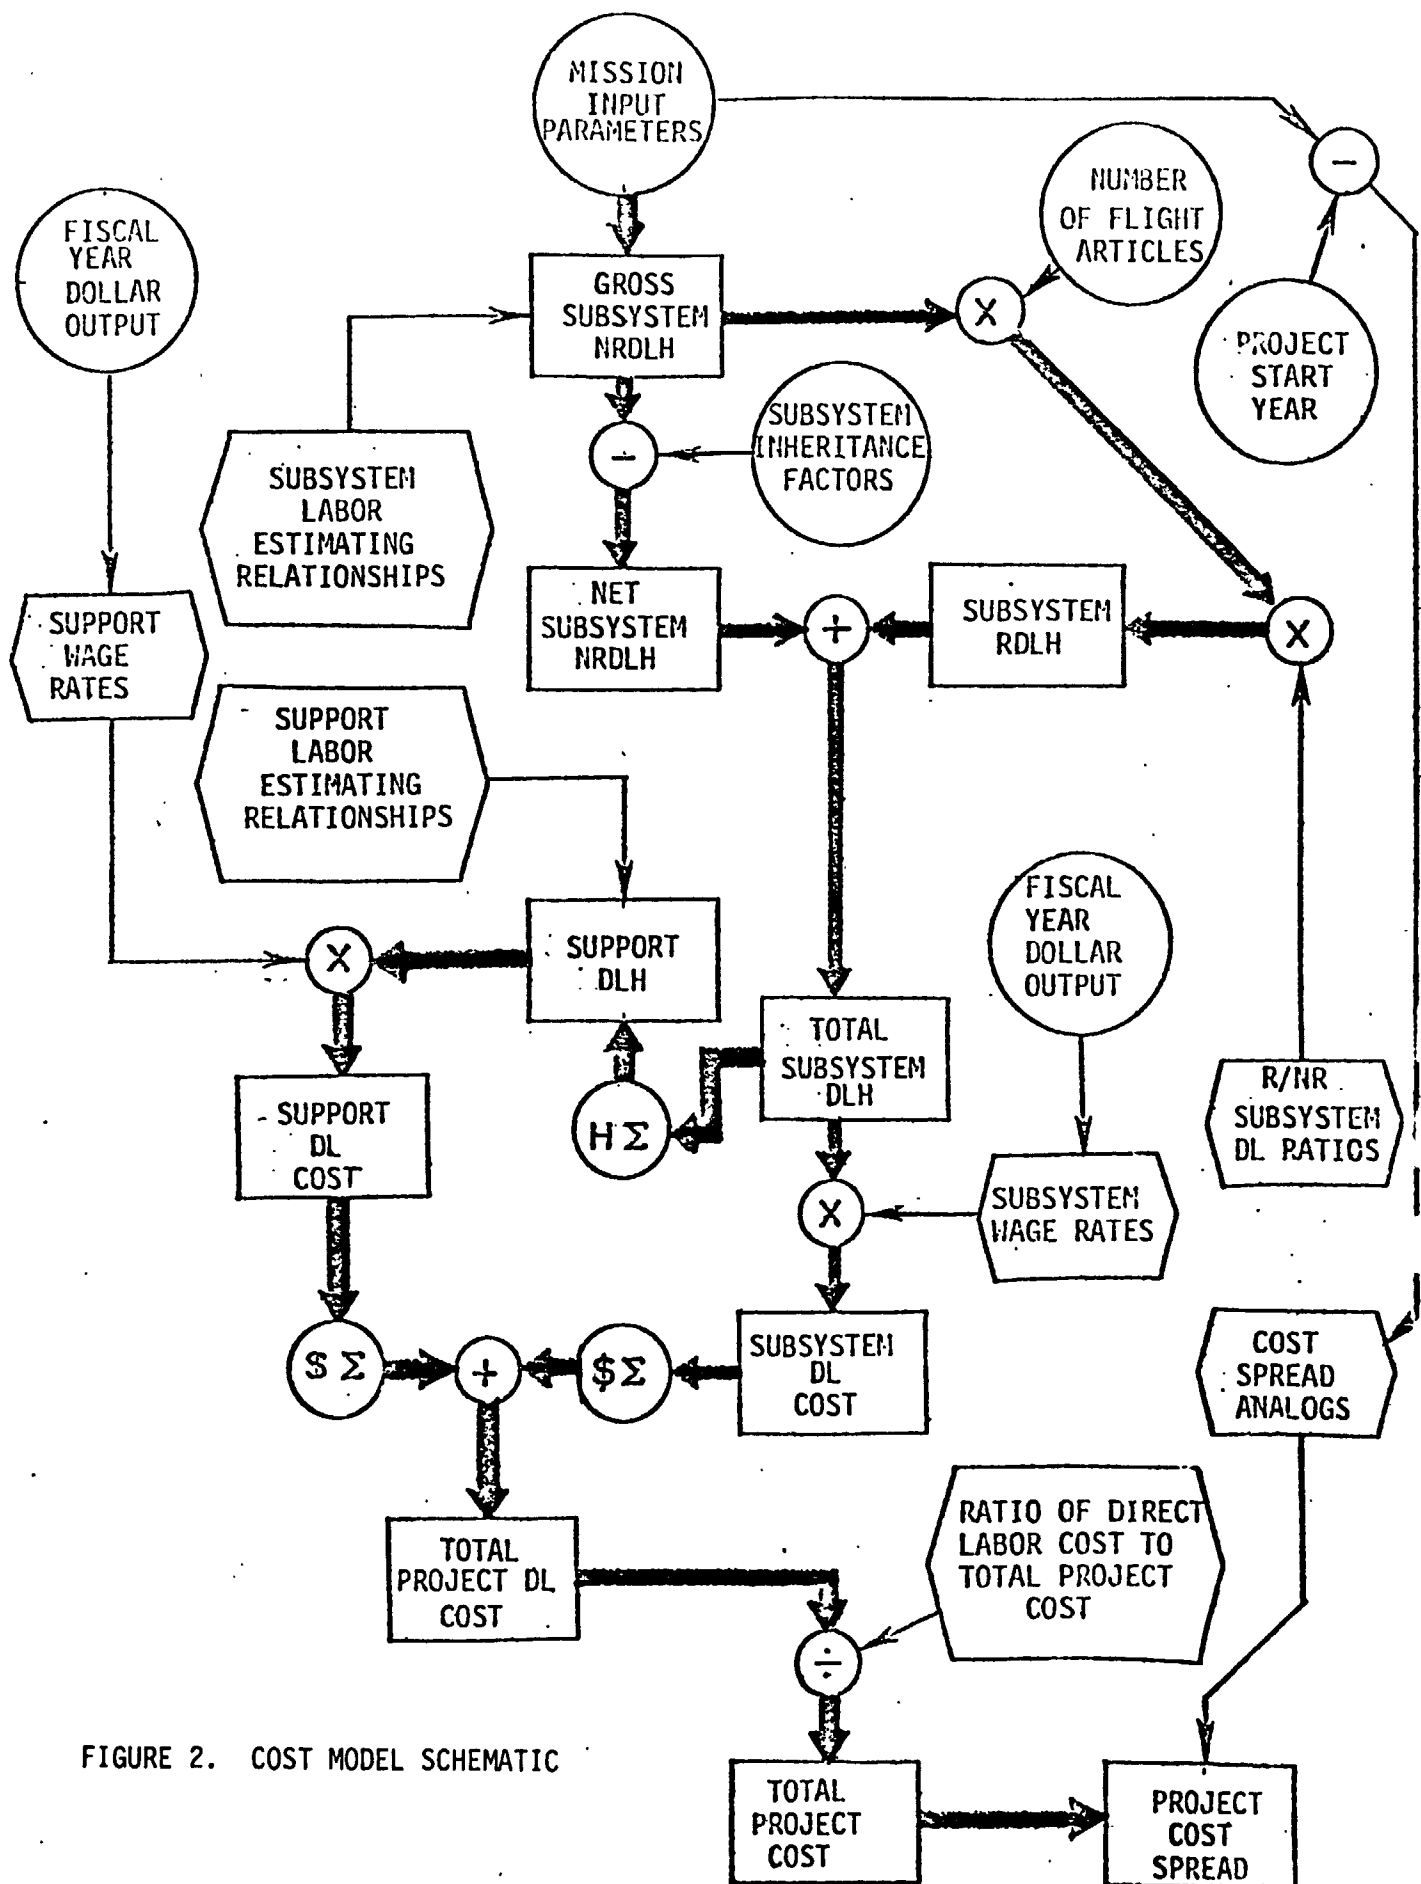 MISSION
INPUT
PARAMETERS
−
NUMBER
OF FLIGHT
ARTICLES
FISCAL
YEAR
DOLLAR
OUTPUT
GROSS
SUBSYSTEM
NRDLH
X
PROJECT
START
YEAR
SUBSYSTEM
INHERITANCE
FACTORS
−
SUBSYSTEM
LABOR
ESTIMATING
RELATIONSHIPS
SUPPORT
WAGE
RATES
NET
SUBSYSTEM
NRDLH
+
SUBSYSTEM
RDLH
X
SUPPORT
LABOR
ESTIMATING
RELATIONSHIPS
FISCAL
YEAR
DOLLAR
OUTPUT
X
SUPPORT
DLH
TOTAL
SUBSYSTEM
DLH
R/NR
SUBSYSTEM
DL RATIOS
SUPPORT
DL
COST
H Σ
X
SUBSYSTEM
WAGE RATES
$ Σ
+
$ Σ
SUBSYSTEM
DL
COST
COST
SPREAD
ANALOGS
TOTAL
PROJECT DL
COST
RATIO OF DIRECT
LABOR COST TO
TOTAL PROJECT
COST
÷
FIGURE 2. COST MODEL SCHEMATIC
TOTAL
PROJECT
COST
PROJECT
COST
SPREAD